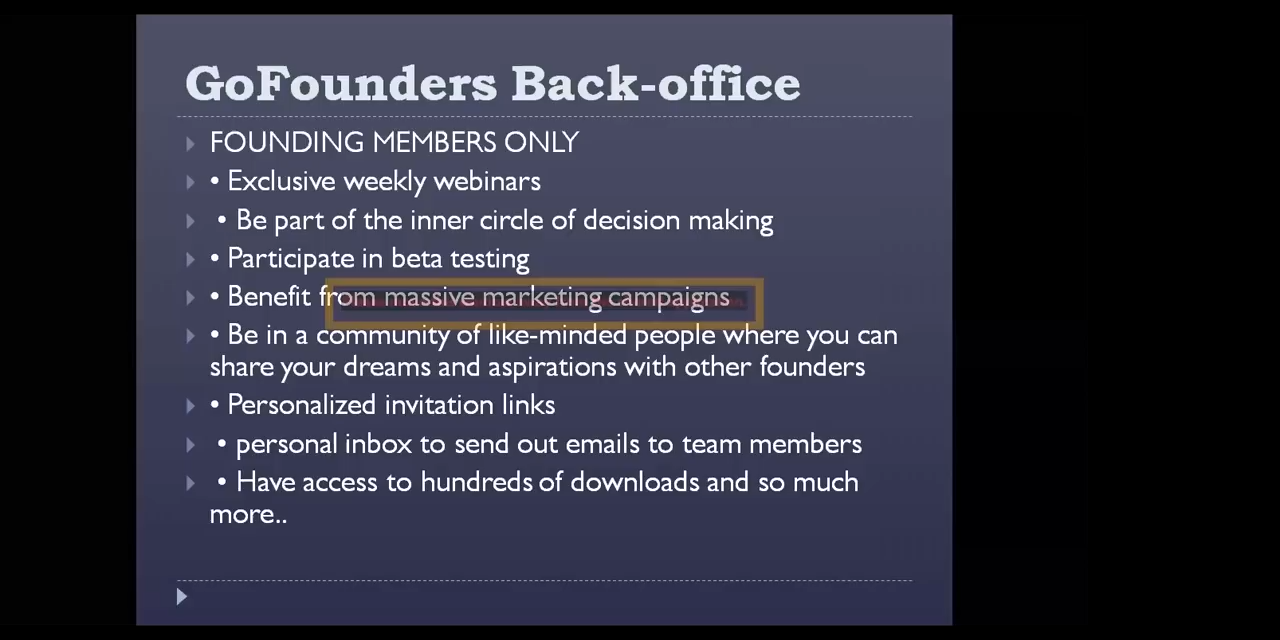 GoFounders Back-office
FOUNDING MEMBERS ONLY
• Exclusive weekly webinars
• Be part of the inner circle of decision making
• Participate in beta testing
• Benefit from massive marketing campaigns
• Be in a community of like-minded people where you can
share your dreams and aspirations with other founders
• Personalized invitation links
• personal inbox to send out emails to team members
• Have access to hundreds of downloads and so much
more..